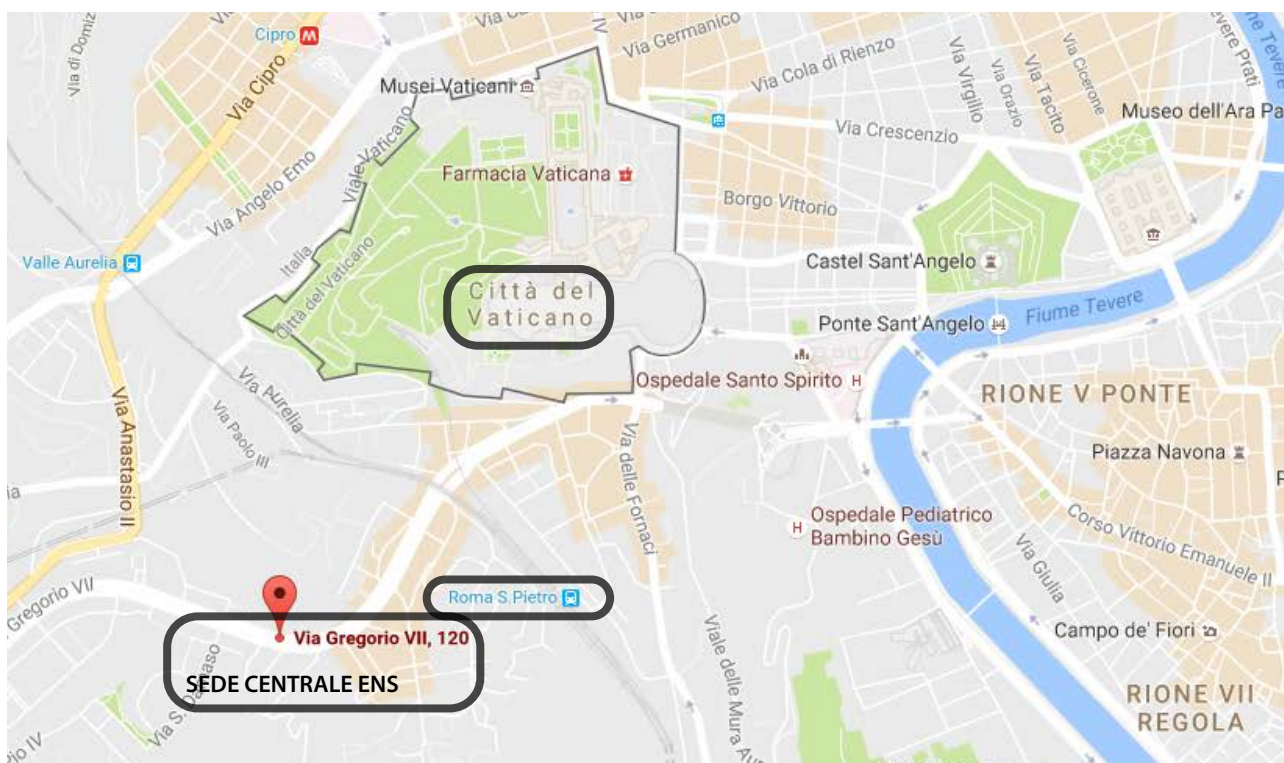 Via di Domiz
Cipro M
Via Cipro
Via Germanico
Via Cola di Rienzo
Via Virgilio
Via Orazio
Via Tacito
Via Cicerone
Tevere Prati
Museo dell'Ara Pa
Musei Vaticani
Via Crescenzio
Viale Vaticano
Via Angelo Emo
Farmacia Vaticana
Borgo Vittorio
Valle Aurelia
Italia
Città del Vaticano
Castel Sant'Angelo
Città del
Vaticano
Ponte Sant'Angelo
Fiume Tevere
Ospedale Santo Spirito H
RIONE V PONTE
Via Aurelia
Via Paolo III
Via Anastasio II
Via delle Fornaci
Piazza Navona
H Ospedale Pediatrico
Bambino Gesù
Corso Vittorio Emanuele II
Via Giulia
Gregorio VII
Roma S.Pietro
Via Gregorio VII, 120
Campo de' Fiori
SEDE CENTRALE ENS
Viale delle Mura Au
RIONE VII
REGOLA
Pio IV